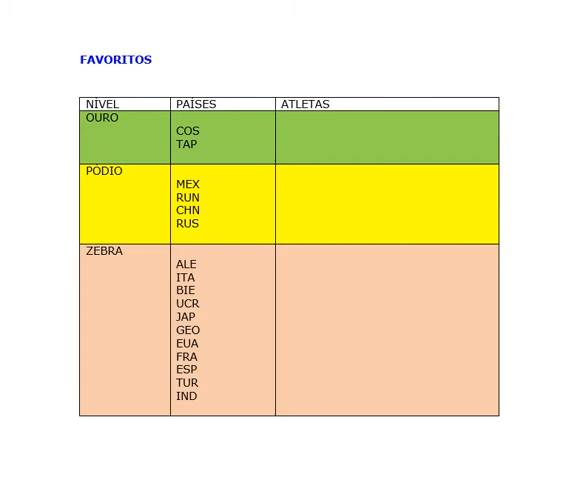 FAVORITOS
NÍVEL PAÍSES ATLETAS
OURO
COS
TAP
PÓDIO
MEX
RUN
CHN
RUS
ZEBRA
ALE
ITA
BIE
UCR
JAP
GEO
EUA
FRA
ESP
TUR
IND